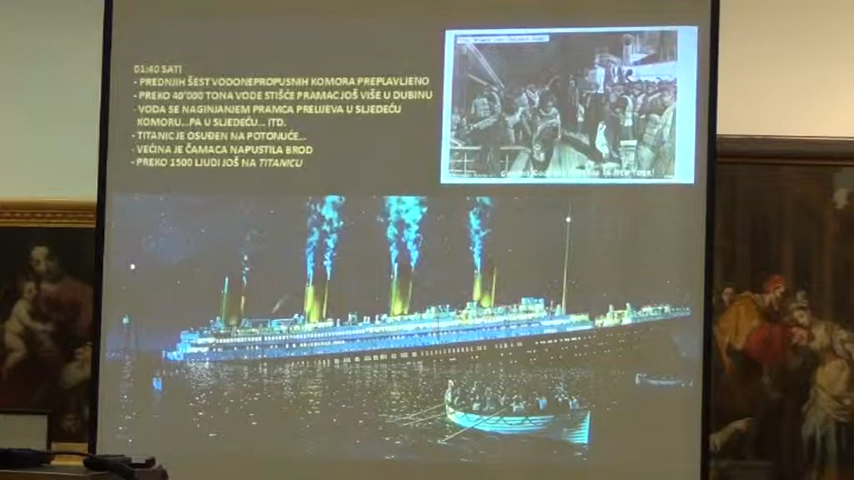 01:40 SATI
- PREDNJIH ŠEST VODONEPROPUSNIH KOMORA PREPLAVLJENO
- PREKO 40'000 TONA VODE STIŠĆE PRAMAC JOŠ VIŠE U DUBINU
- VODA SE NAGINJANJEM PRAMCA PRELIJEVA U SLJEDEĆU
KOMORU...PA U SLJEDEĆU... ITD.
- TITANIC JE OSUĐEN NA POTONUĆE...
- VEĆINA JE ČAMACA NAPUSTILA BROD
- PREKO 1500 LJUDI JOŠ NA TITANICU